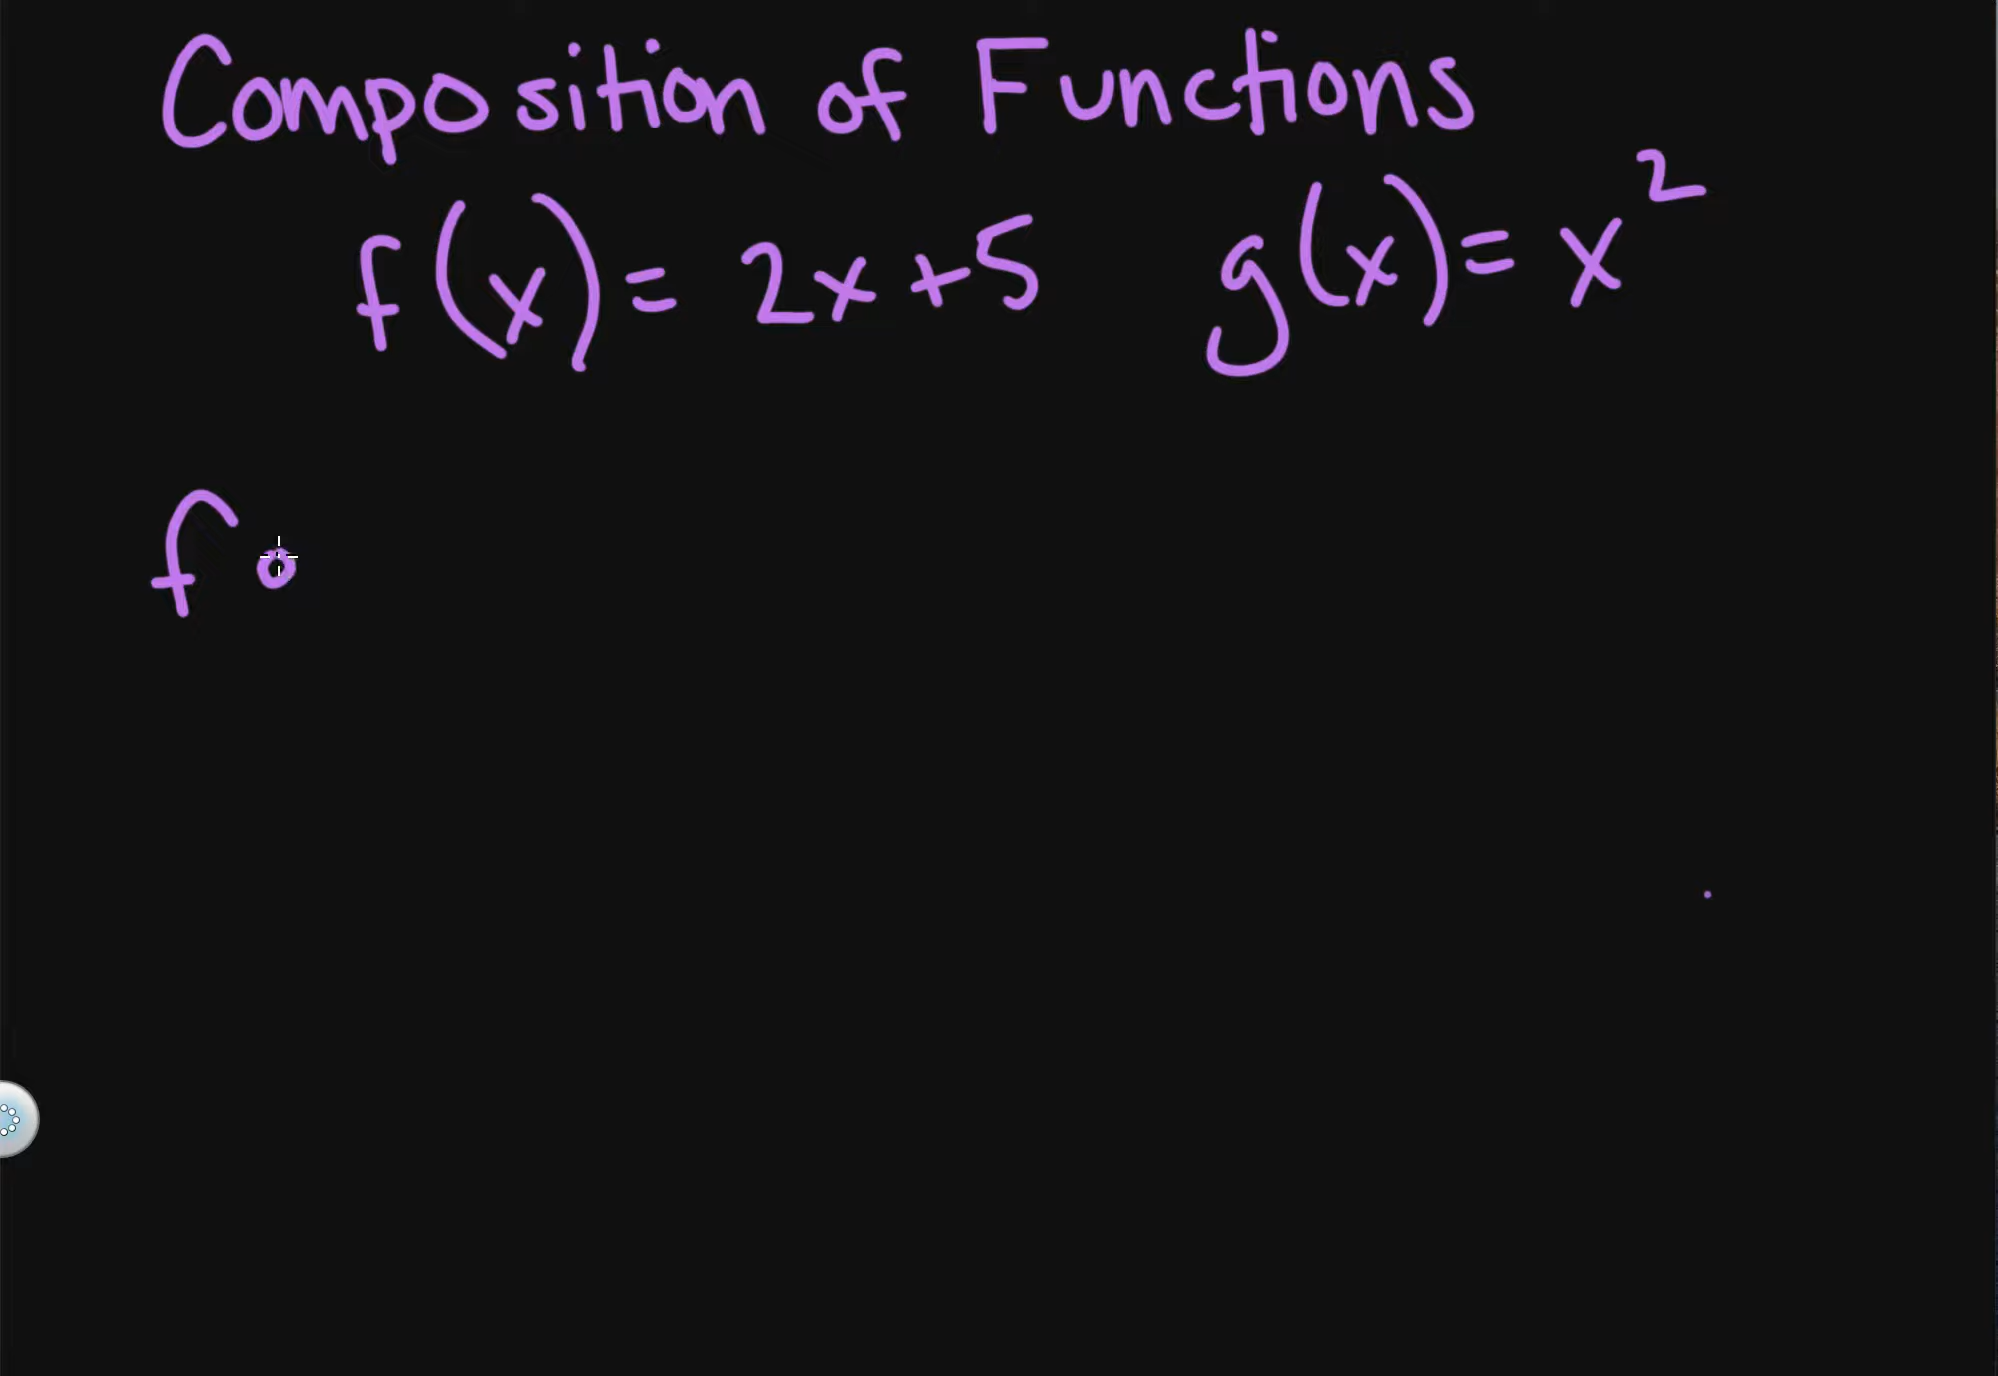 Composition of Functions
f(x) = 2x + 5 g(x) = x²
f∘